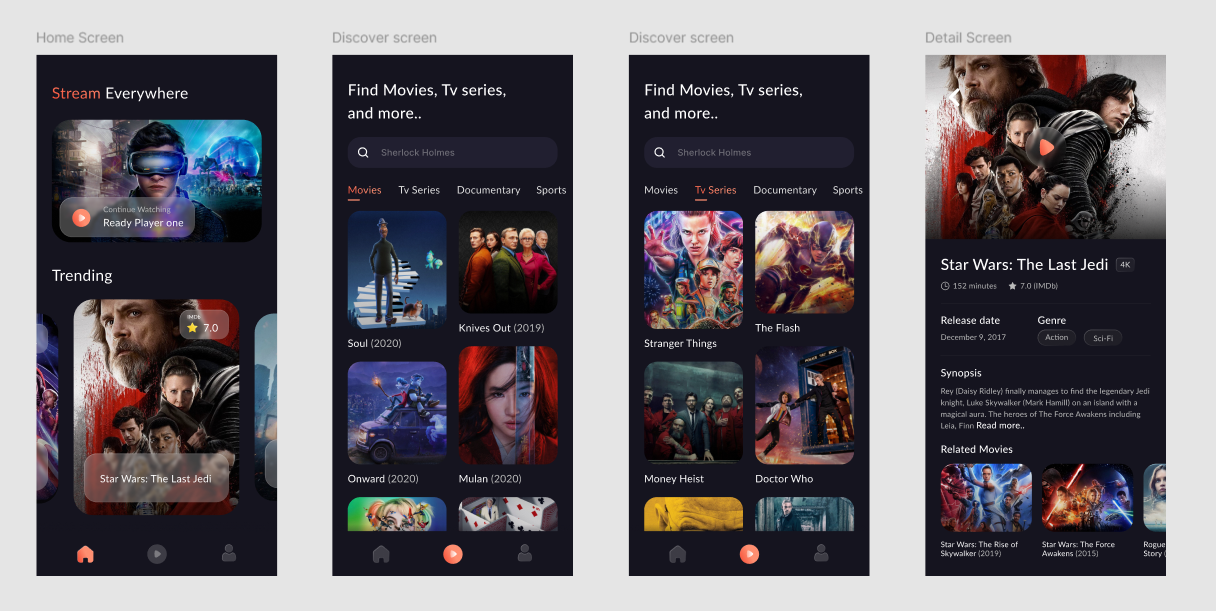 Home Screen
Stream Everywhere
Continue Watching
Ready Player one
Trending
IMDb
7.0
Star Wars: The Last Jedi
Discover screen
Find Movies, Tv series,
and more..
Sherlock Holmes
Movies Tv Series Documentary Sports
Knives Out (2019)
Soul (2020)
Onward (2020) Mulan (2020)
Discover screen
Find Movies, Tv series,
and more..
Sherlock Holmes
Movies Tv Series Documentary Sports
The Flash
Stranger Things
POLICE BOX
Money Heist Doctor Who
Detail Screen
Star Wars: The Last Jedi 4K
152 minutes 7.0 (IMDb)
Release date Genre
December 9, 2017 Action Sci-Fi
Synopsis
Rey (Daisy Ridley) finally manages to find the legendary Jedi
knight, Luke Skywalker (Mark Hamill) on an island with a
magical aura. The heroes of The Force Awakens including
Leia, Finn Read more..
Related Movies
Star Wars: The Rise of Star Wars: The Force Rogue
Skywalker (2019) Awakens (2015) Story (